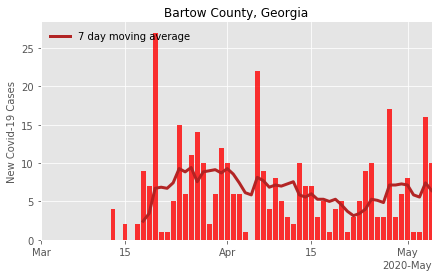 Bartow County, Georgia
7 day moving average
New Covid-19 Cases
25
20
15
10
5
0
Mar
15
Apr
15
May
2020-May